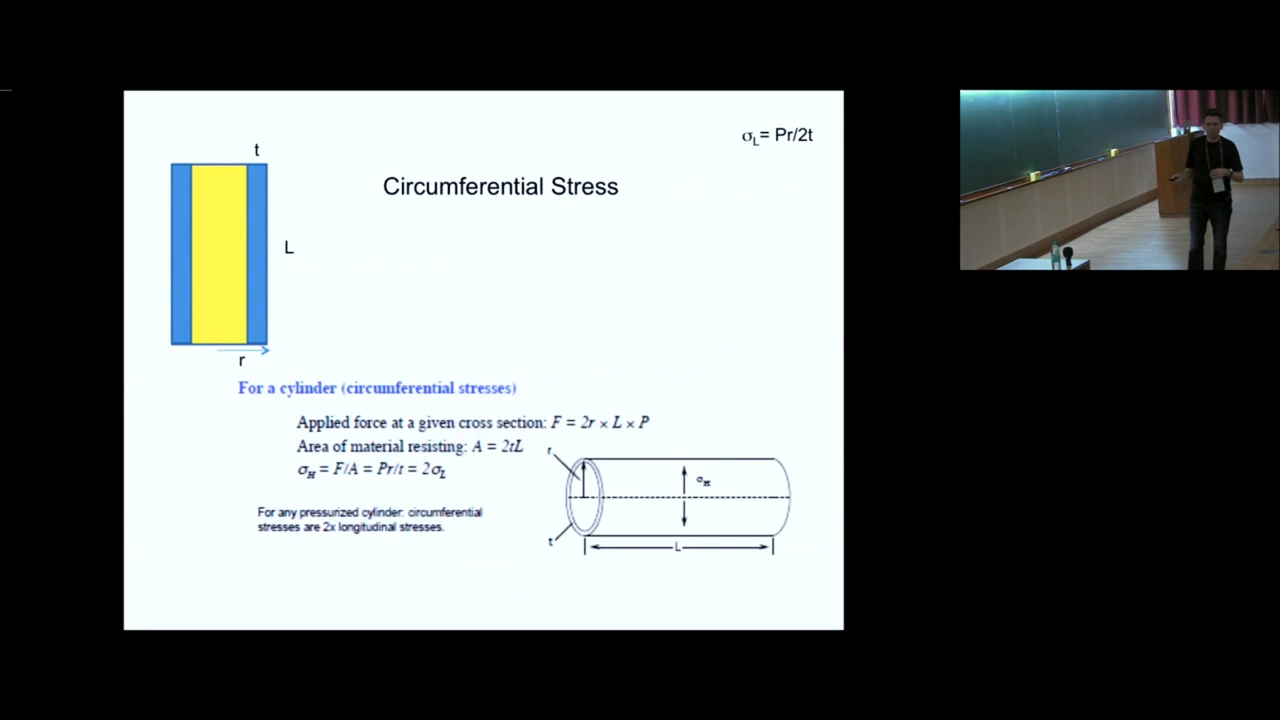 σL= Pr/2t
t
Circumferential Stress
L
r
For a cylinder (circumferential stresses)
Applied force at a given cross section: F = 2r × L × P
Area of material resisting: A = 2tL
σH = F/A = Pr/t = 2σL
r
σH
For any pressurized cylinder: circumferential
stresses are 2x longitudinal stresses.
t
L